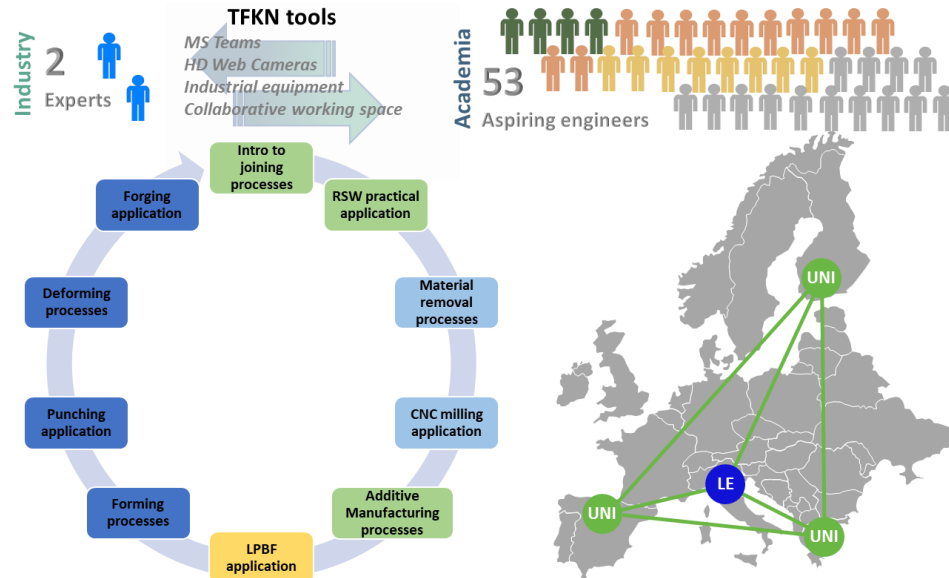 TFKN tools
Industry
2
Experts
MS Teams
HD Web Cameras
Industrial equipment
Collaborative working space
Academia
53
Aspiring engineers
Intro to
joining
processes
RSW practical
application
Material
removal
processes
CNC milling
application
Additive
Manufacturing
processes
LPBF
application
Forming
processes
Punching
application
Deforming
processes
Forging
application
UNI
LE
UNI
UNI